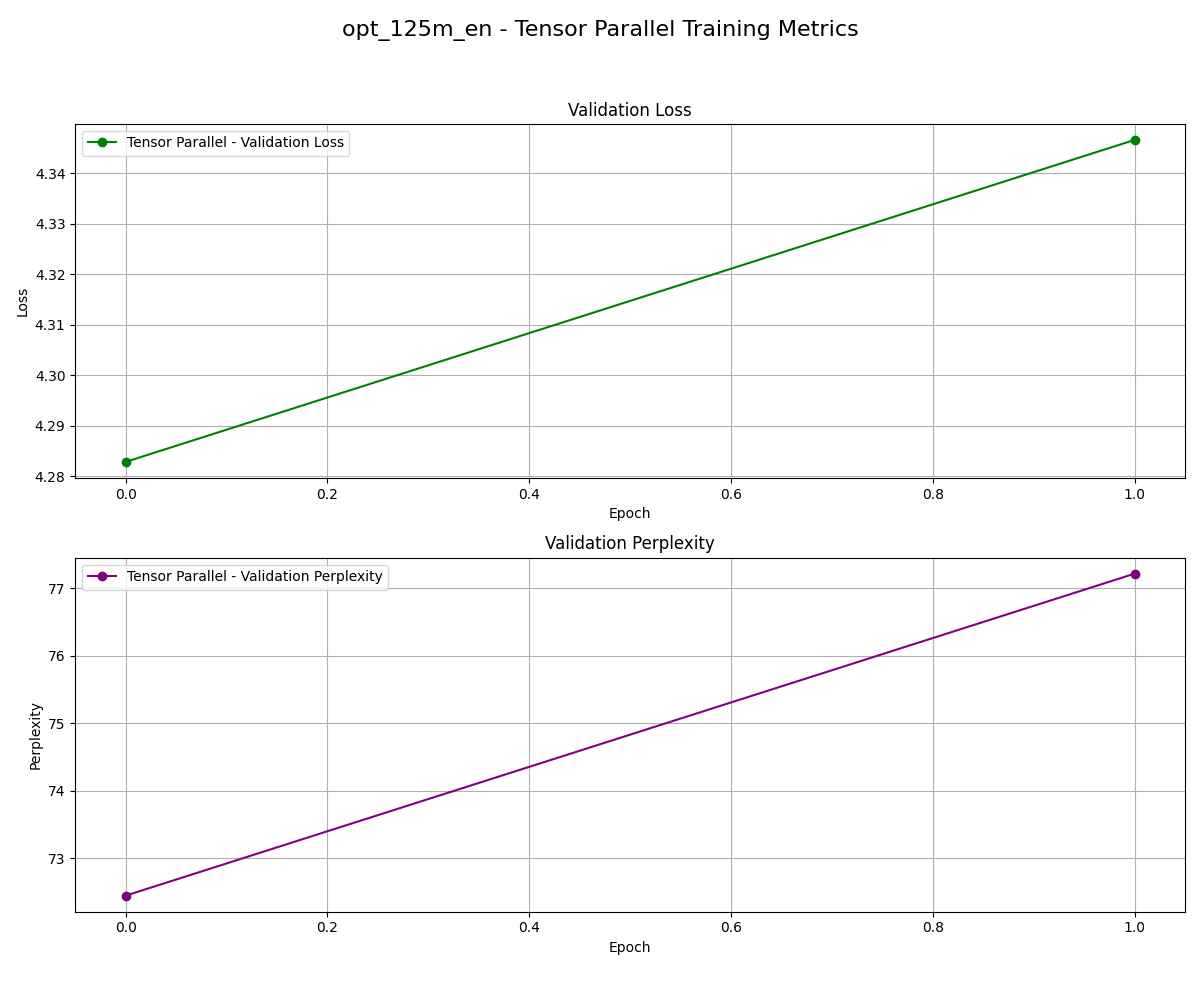 opt_125m_en - Tensor Parallel Training Metrics
Validation Loss
Tensor Parallel - Validation Loss
4.34
4.33
4.32
4.31
4.30
4.29
4.28
Loss
0.0 0.2 0.4 0.6 0.8 1.0
Epoch
Validation Perplexity
Tensor Parallel - Validation Perplexity
77
76
75
74
73
Perplexity
0.0 0.2 0.4 0.6 0.8 1.0
Epoch